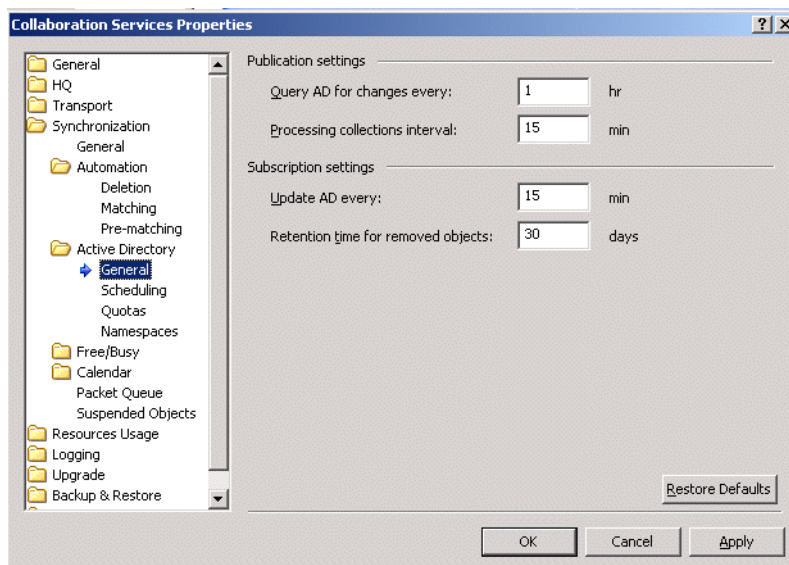 Collaboration Services Properties
General
HQ
Transport
Synchronization
General
Automation
Deletion
Matching
Pre-matching
Active Directory
General
Scheduling
Quotas
Namespaces
Free/Busy
Calendar
Packet Queue
Suspended Objects
Resources Usage
Logging
Upgrade
Backup & Restore
Publication settings
Query AD for changes every: 1 hr
Processing collections interval: 15 min
Subscription settings
Update AD every: 15 min
Retention time for removed objects: 30 days
Restore Defaults
OK Cancel Apply